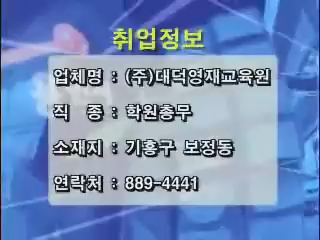 취업정보
업체명 : (주)대덕영재교육원
직 종 : 학원총무
소재지 : 기흥구 보정동
연락처 : 889-4441